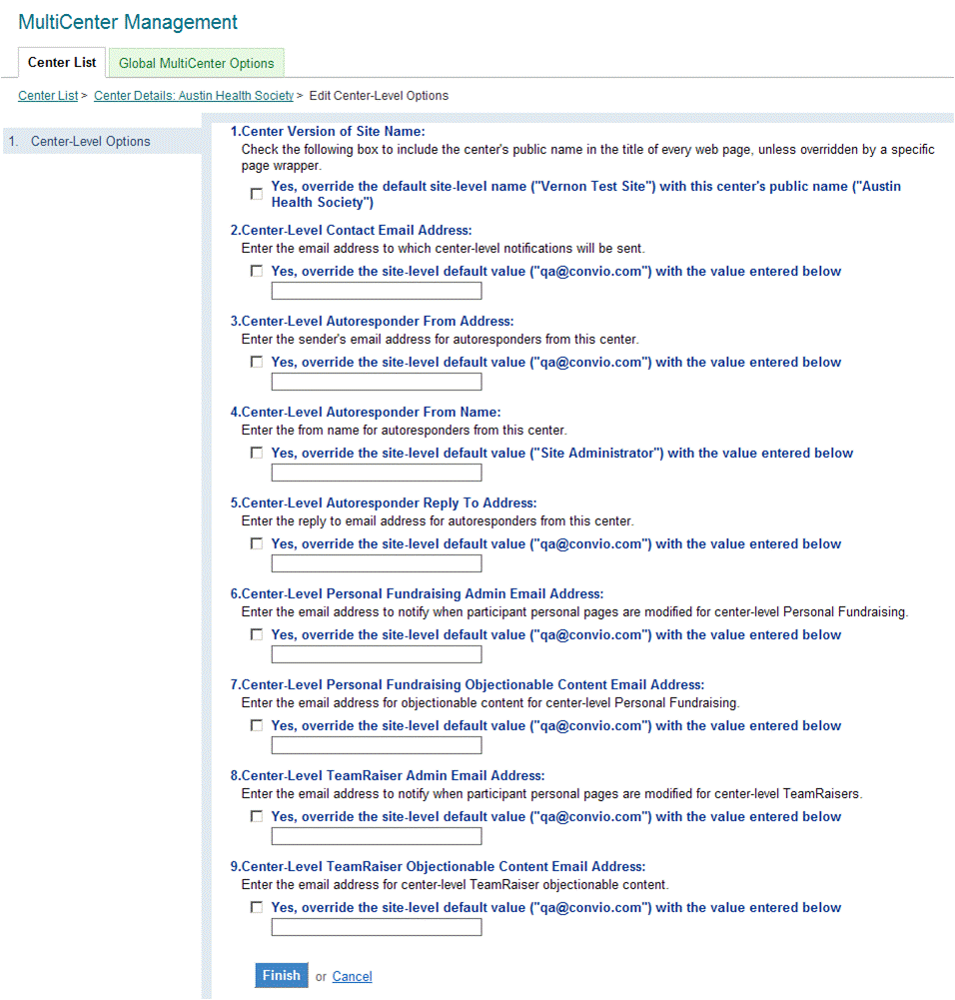 MultiCenter Management
Center List
Global MultiCenter Options
Center List > Center Details: Austin Health Society > Edit Center-Level Options
1. Center-Level Options
1.Center Version of Site Name:
Check the following box to include the center's public name in the title of every web page, unless overridden by a specific
page wrapper.
Yes, override the default site-level name ("Vernon Test Site") with this center's public name ("Austin
Health Society")
2.Center-Level Contact Email Address:
Enter the email address to which center-level notifications will be sent.
Yes, override the site-level default value ("qa@convio.com") with the value entered below
3.Center-Level Autoresponder From Address:
Enter the sender's email address for autoresponders from this center.
Yes, override the site-level default value ("qa@convio.com") with the value entered below
4.Center-Level Autoresponder From Name:
Enter the from name for autoresponders from this center.
Yes, override the site-level default value ("Site Administrator") with the value entered below
5.Center-Level Autoresponder Reply To Address:
Enter the reply to email address for autoresponders from this center.
Yes, override the site-level default value ("qa@convio.com") with the value entered below
6.Center-Level Personal Fundraising Admin Email Address:
Enter the email address to notify when participant personal pages are modified for center-level Personal Fundraising.
Yes, override the site-level default value ("qa@convio.com") with the value entered below
7.Center-Level Personal Fundraising Objectionable Content Email Address:
Enter the email address for objectionable content for center-level Personal Fundraising.
Yes, override the site-level default value ("qa@convio.com") with the value entered below
8.Center-Level TeamRaiser Admin Email Address:
Enter the email address to notify when participant personal pages are modified for center-level TeamRaisers.
Yes, override the site-level default value ("qa@convio.com") with the value entered below
9.Center-Level TeamRaiser Objectionable Content Email Address:
Enter the email address for center-level TeamRaiser objectionable content.
Yes, override the site-level default value ("qa@convio.com") with the value entered below
Finish or Cancel